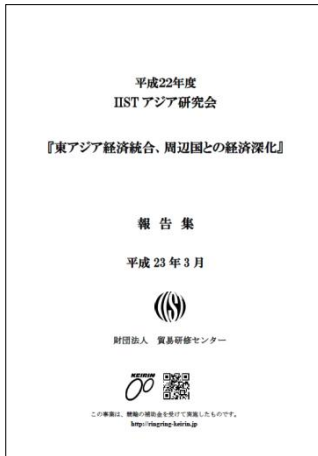 平成22年度
IIST アジア研究会
『東アジア経済統合、周辺国との経済深化』
報 告 集
平成 23 年 3 月
財団法人　貿易研修センター
KEIRIN
この事業は、競輪の補助金を受けて実施したものです。
http://ringring-keirin.jp